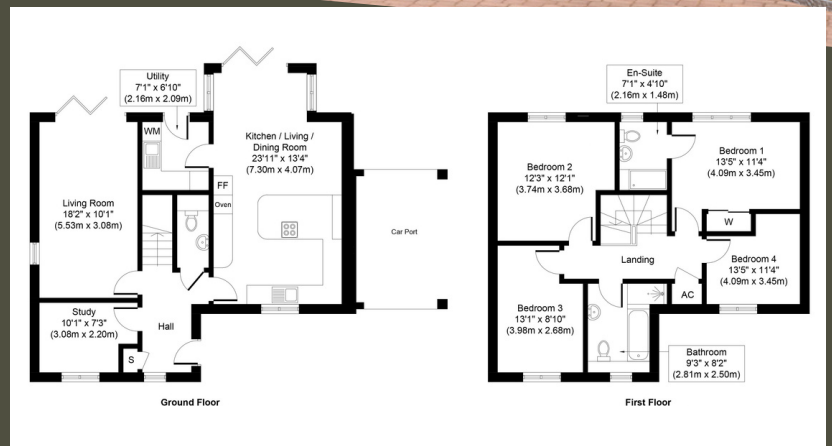 Utility
7'1" x 6'10"
(2.16m x 2.09m)
WM
Kitchen / Living /
Dining Room
23'11" x 13'4"
(7.30m x 4.07m)
FF
Oven
Living Room
18'2" x 10'1"
(5.53m x 3.08m)
Car Port
Study
10'1" x 7'3"
(3.08m x 2.20m)
Hall
S
Ground Floor
En-Suite
7'1" x 4'10"
(2.16m x 1.48m)
Bedroom 2
12'3" x 12'1"
(3.74m x 3.68m)
Bedroom 1
13'5" x 11'4"
(4.09m x 3.45m)
W
Landing
Bedroom 4
13'5" x 11'4"
(4.09m x 3.45m)
AC
Bedroom 3
13'1" x 8'10"
(3.98m x 2.68m)
Bathroom
9'3" x 8'2"
(2.81m x 2.50m)
First Floor